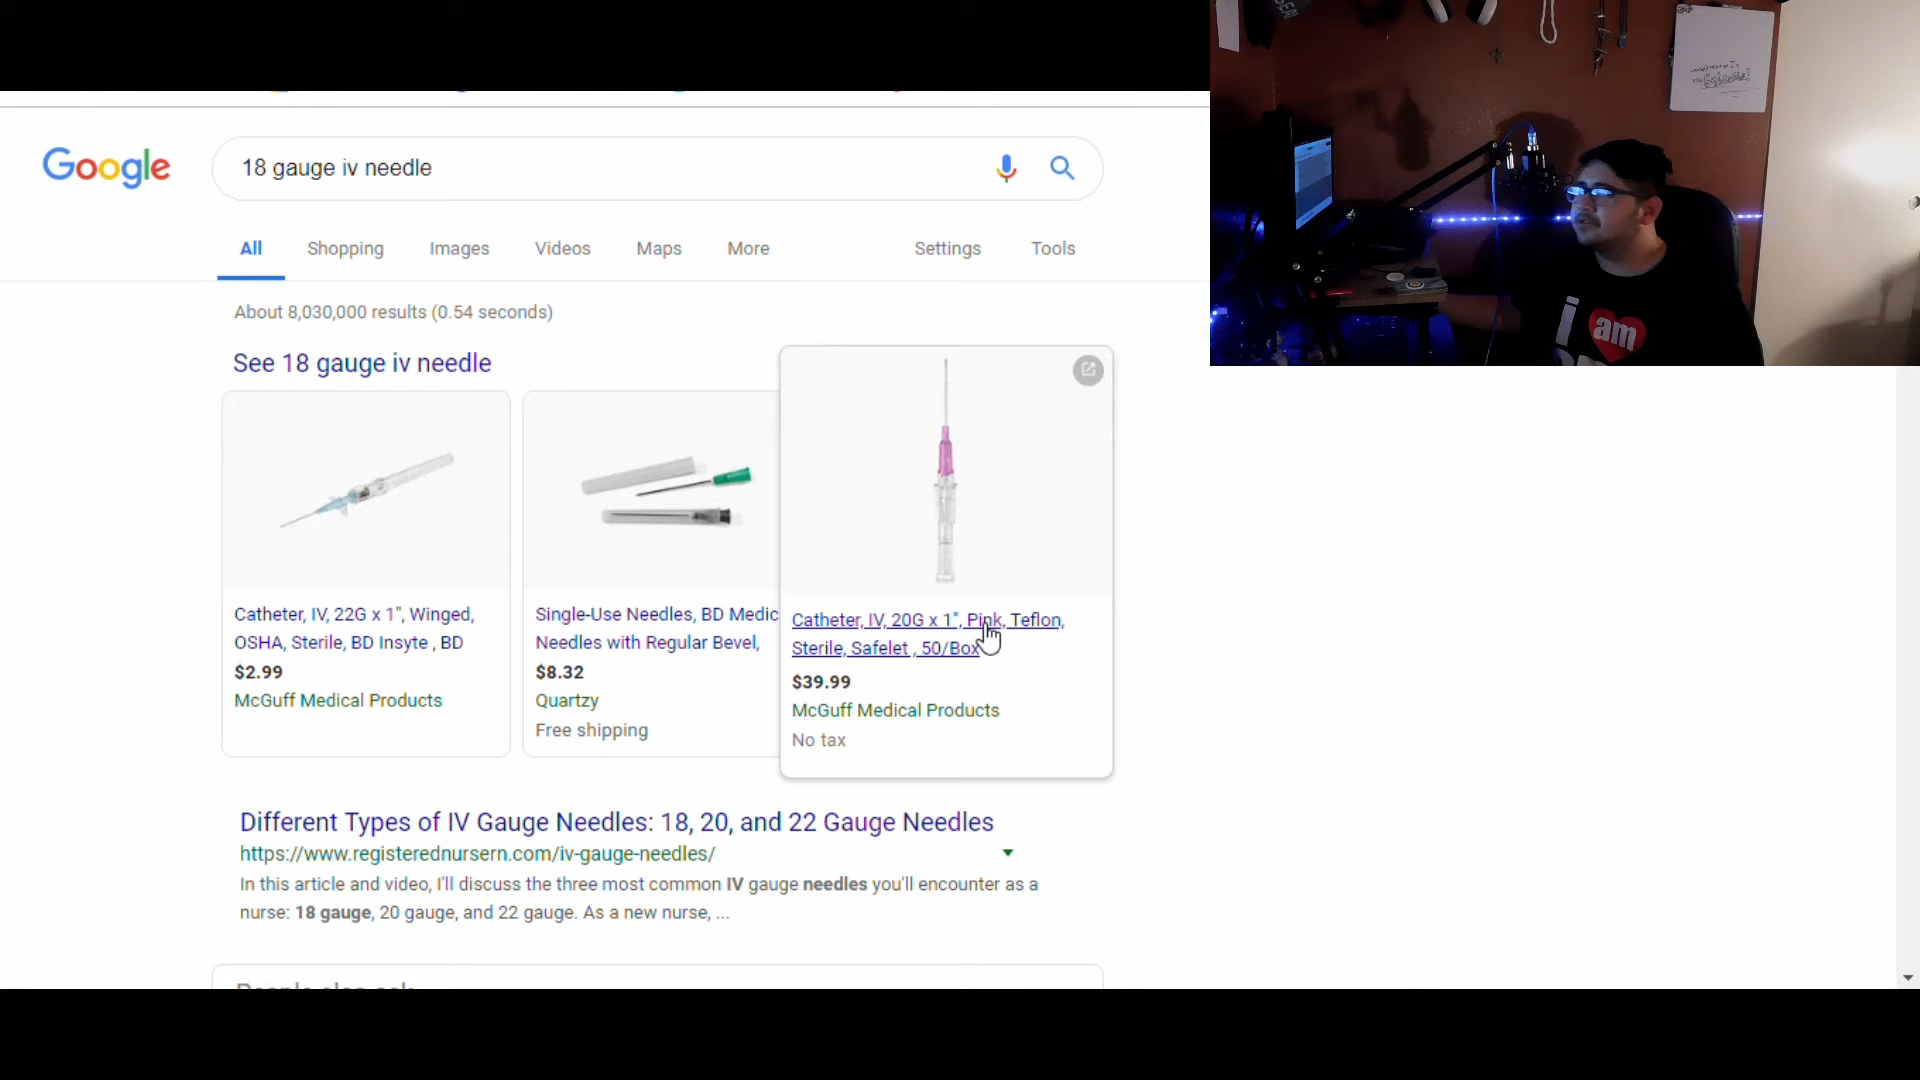 Google
18 gauge iv needle
All
Shopping
Images
Videos
Maps
More
Settings
Tools
About 8,030,000 results (0.54 seconds)
See 18 gauge iv needle
Catheter, IV, 22G x 1", Winged,
OSHA, Sterile, BD Insyte , BD
$2.99
McGuff Medical Products
Single-Use Needles, BD Medic
Needles with Regular Bevel,
$8.32
Quartzy
Free shipping
Catheter, IV, 20G x 1", Pink, Teflon,
Sterile, Safelet , 50/Box
$39.99
McGuff Medical Products
No tax
Different Types of IV Gauge Needles: 18, 20, and 22 Gauge Needles
https://www.registerednursern.com/iv-gauge-needles/
In this article and video, I'll discuss the three most common IV gauge needles you'll encounter as a
nurse: 18 gauge, 20 gauge, and 22 gauge. As a new nurse, ...
People also ask
i am